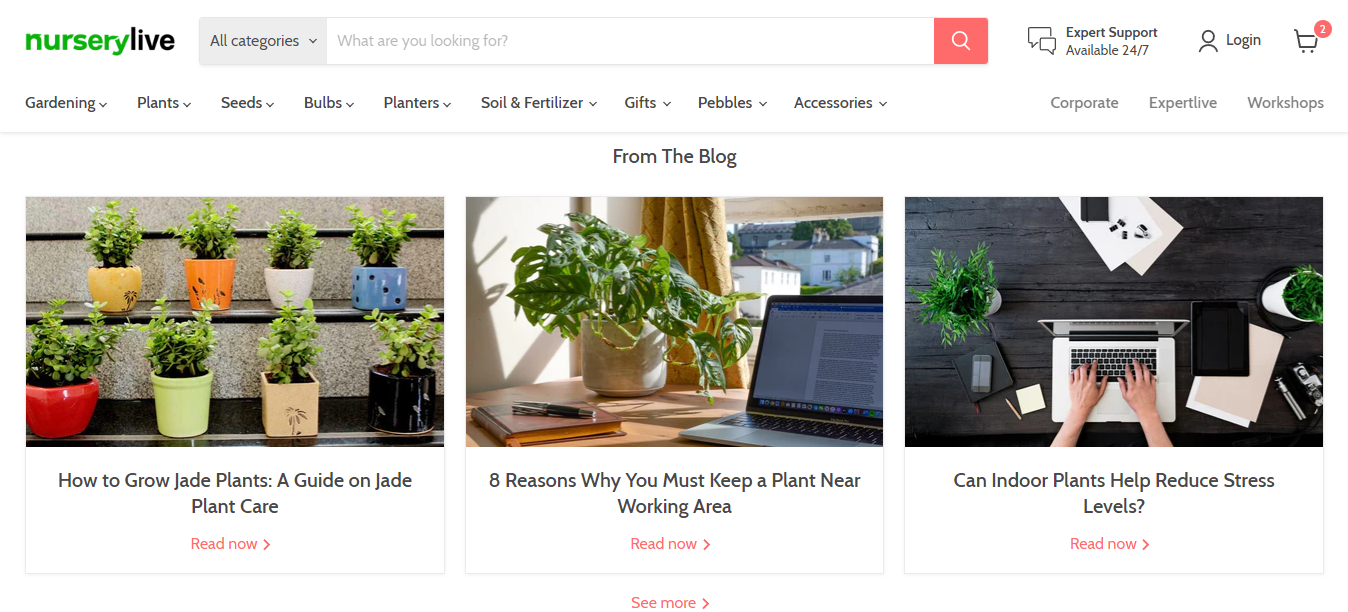 nurserylive
All categories
What are you looking for?
Expert Support
Available 24/7
Login
2
Gardening
Plants
Seeds
Bulbs
Planters
Soil & Fertilizer
Gifts
Pebbles
Accessories
Corporate
Expertlive
Workshops
From The Blog
How to Grow Jade Plants: A Guide on Jade
Plant Care
Read now
8 Reasons Why You Must Keep a Plant Near
Working Area
Read now
Can Indoor Plants Help Reduce Stress
Levels?
Read now
See more